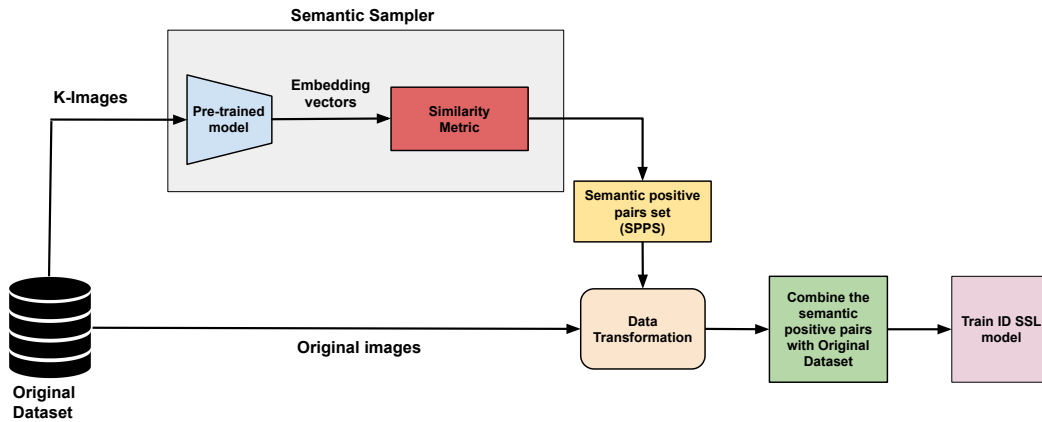 Semantic Sampler
K-Images
Pre-trained
model
Embedding
vectors
Similarity
Metric
Semantic positive
pairs set
(SPPS)
Original
Dataset
Original images
Data
Transformation
Combine the
semantic
positive pairs
with Original
Dataset
Train ID SSL
model